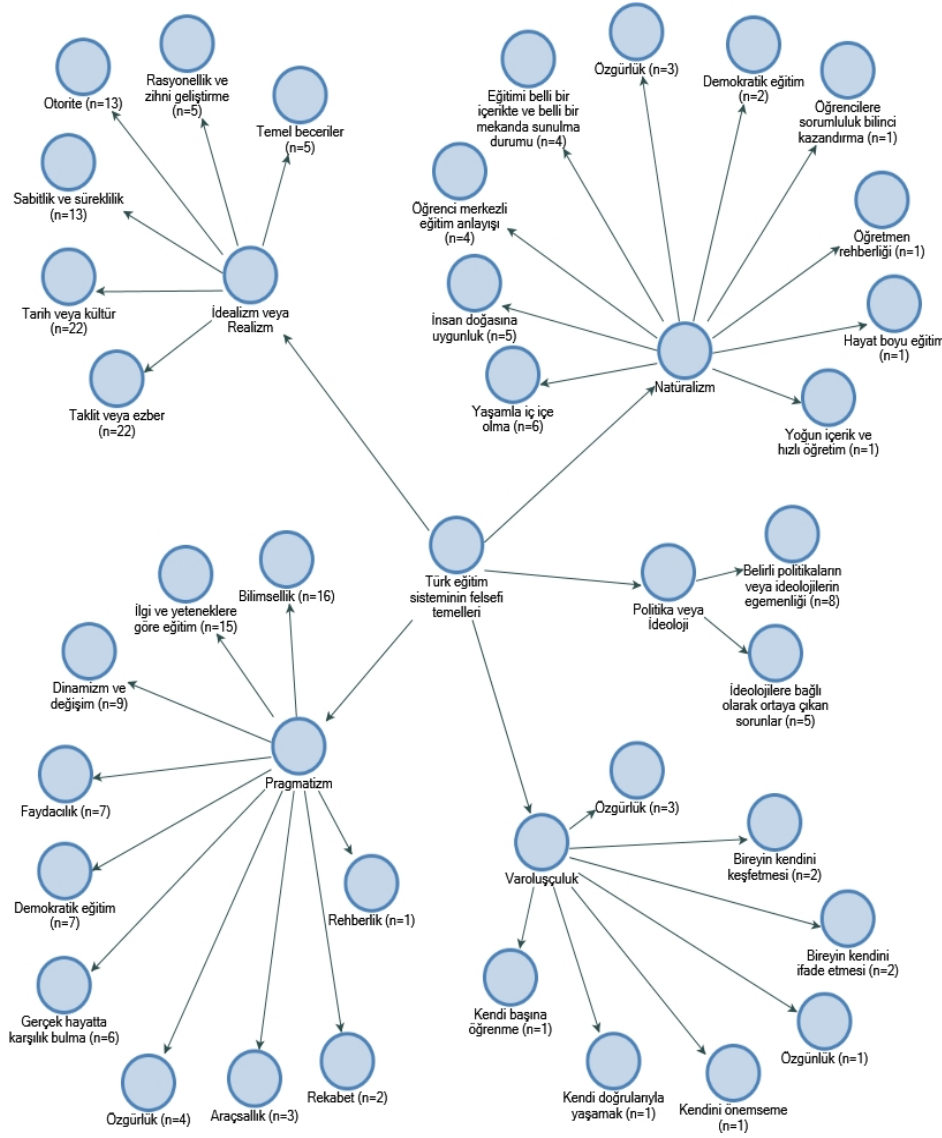 Otorite (n=13)
Rasyonellik ve
zihni geliştirme
(n=5)
Temel beceriler
(n=5)
Sabitlik ve süreklilik
(n=13)
Tarih veya kültür
(n=22)
Taklit veya ezber
(n=22)
İdealizm veya
Realizm
Eğitimi belli bir
içerikte ve belli bir
mekanda sunulma
durumu (n=4)
Özgürlük (n=3)
Demokratik eğitim
(n=2)
Öğrencilere
sorumluluk bilinci
kazandırma (n=1)
Öğrenci merkezli
eğitim anlayışı
(n=4)
Öğretmen
rehberliği (n=1)
İnsan doğasına
uygunluk (n=5)
Hayat boyu eğitim
(n=1)
Yaşamla iç içe
olma (n=6)
Natüralizm
Yoğun içerik ve
hızlı öğretim (n=1)
Türk eğitim
sisteminin felsefi
temelleri
Politika veya
İdeoloji
Belirli politikaların
veya ideolojilerin
egemenliği (n=8)
İdeolojilere bağlı
olarak ortaya çıkan
sorunlar (n=5)
Bilimsellik (n=16)
İlgi ve yeteneklere
göre eğitim (n=15)
Dinamizm ve
değişim (n=9)
Pragmatizm
Faydacılık (n=7)
Demokratik eğitim
(n=7)
Rehberlik (n=1)
Gerçek hayatta
karşılık bulma (n=6)
Özgürlük (n=4)
Araçsallık (n=3)
Rekabet (n=2)
Özgürlük (n=3)
Varoluşçuluk
Bireyin kendini
keşfetmesi (n=2)
Bireyin kendini
ifade etmesi (n=2)
Kendi başına
öğrenme (n=1)
Özgünlük (n=1)
Kendi doğrularıyla
yaşamak (n=1)
Kendini önemseme
(n=1)